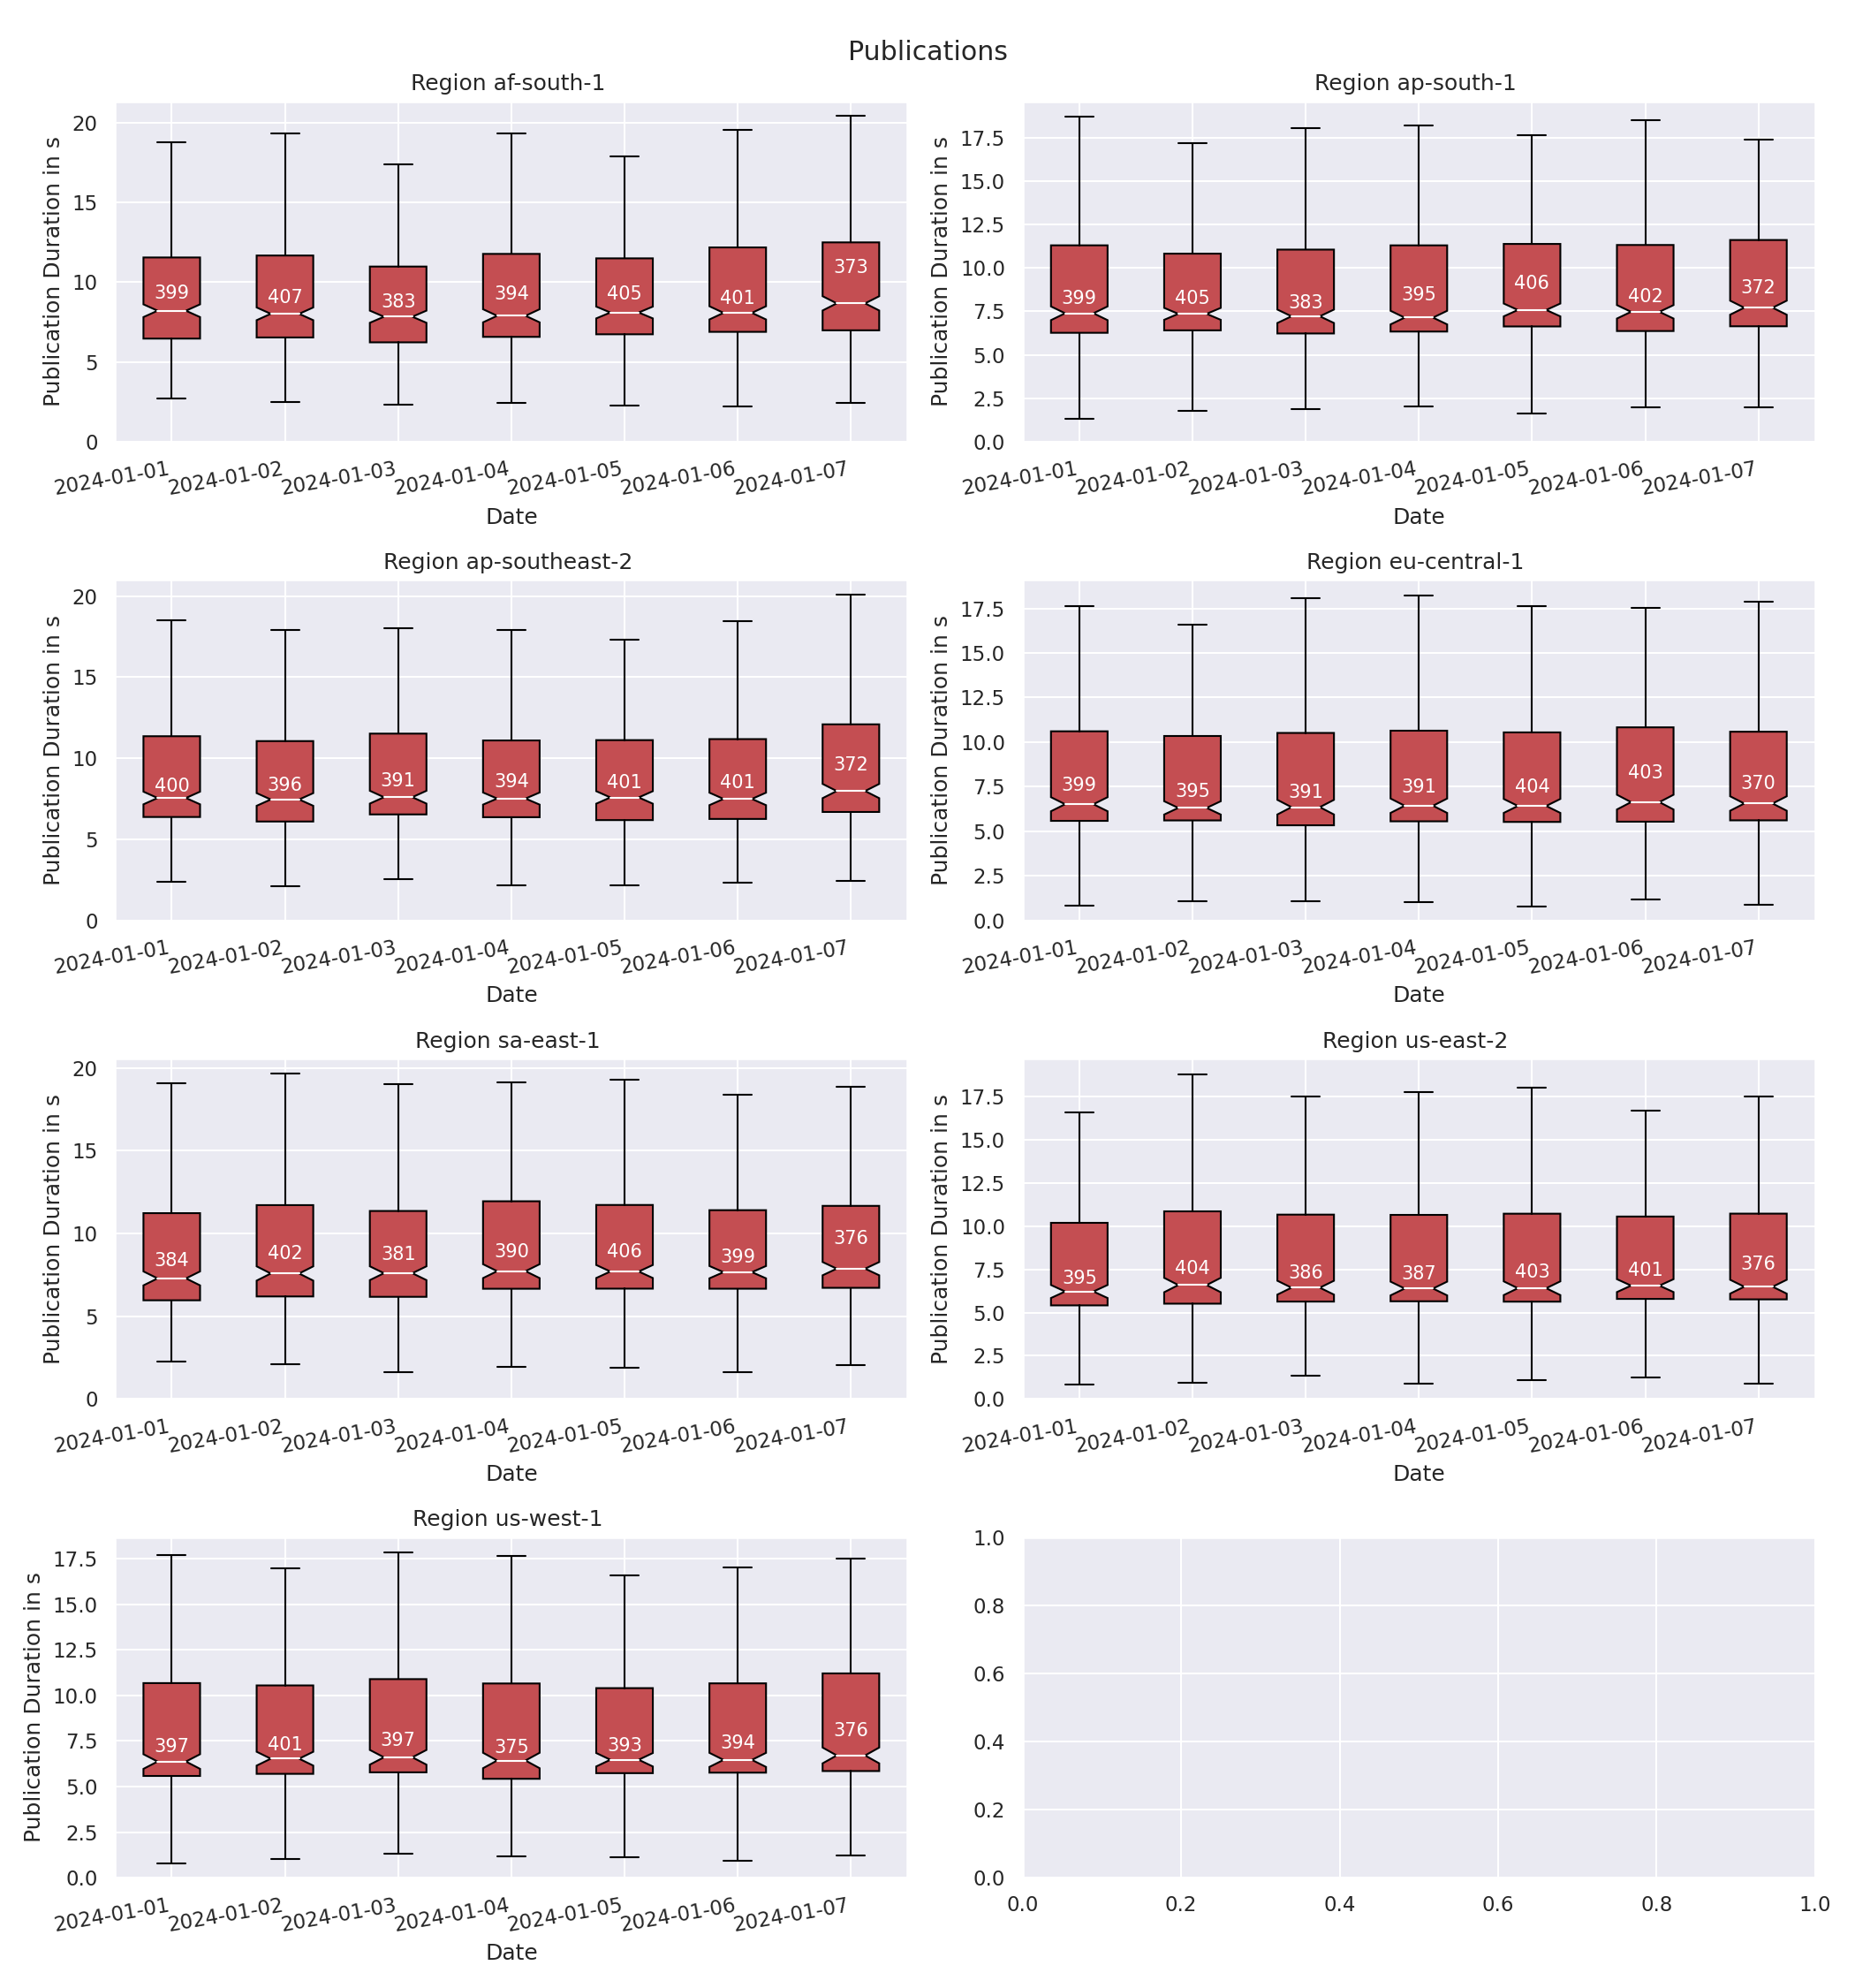 Publications
Region af-south-1
Publication Duration in s
20
15
10
5
0
399 407 383 394 405 401 373
2024-01-01 2024-01-02 2024-01-03 2024-01-04 2024-01-05 2024-01-06 2024-01-07
Date
Region ap-south-1
Publication Duration in s
17.5
15.0
12.5
10.0
7.5
5.0
2.5
0.0
399 405 383 395 406 402 372
2024-01-01 2024-01-02 2024-01-03 2024-01-04 2024-01-05 2024-01-06 2024-01-07
Date
Region ap-southeast-2
Publication Duration in s
20
15
10
5
0
400 396 391 394 401 401 372
2024-01-01 2024-01-02 2024-01-03 2024-01-04 2024-01-05 2024-01-06 2024-01-07
Date
Region eu-central-1
Publication Duration in s
17.5
15.0
12.5
10.0
7.5
5.0
2.5
0.0
399 395 391 391 404 403 370
2024-01-01 2024-01-02 2024-01-03 2024-01-04 2024-01-05 2024-01-06 2024-01-07
Date
Region sa-east-1
Publication Duration in s
20
15
10
5
0
384 402 381 390 406 399 376
2024-01-01 2024-01-02 2024-01-03 2024-01-04 2024-01-05 2024-01-06 2024-01-07
Date
Region us-east-2
Publication Duration in s
17.5
15.0
12.5
10.0
7.5
5.0
2.5
0.0
395 404 386 387 403 401 376
2024-01-01 2024-01-02 2024-01-03 2024-01-04 2024-01-05 2024-01-06 2024-01-07
Date
Region us-west-1
Publication Duration in s
17.5
15.0
12.5
10.0
7.5
5.0
2.5
0.0
397 401 397 375 393 394 376
2024-01-01 2024-01-02 2024-01-03 2024-01-04 2024-01-05 2024-01-06 2024-01-07
Date
1.0
0.8
0.6
0.4
0.2
0.0
0.0 0.2 0.4 0.6 0.8 1.0